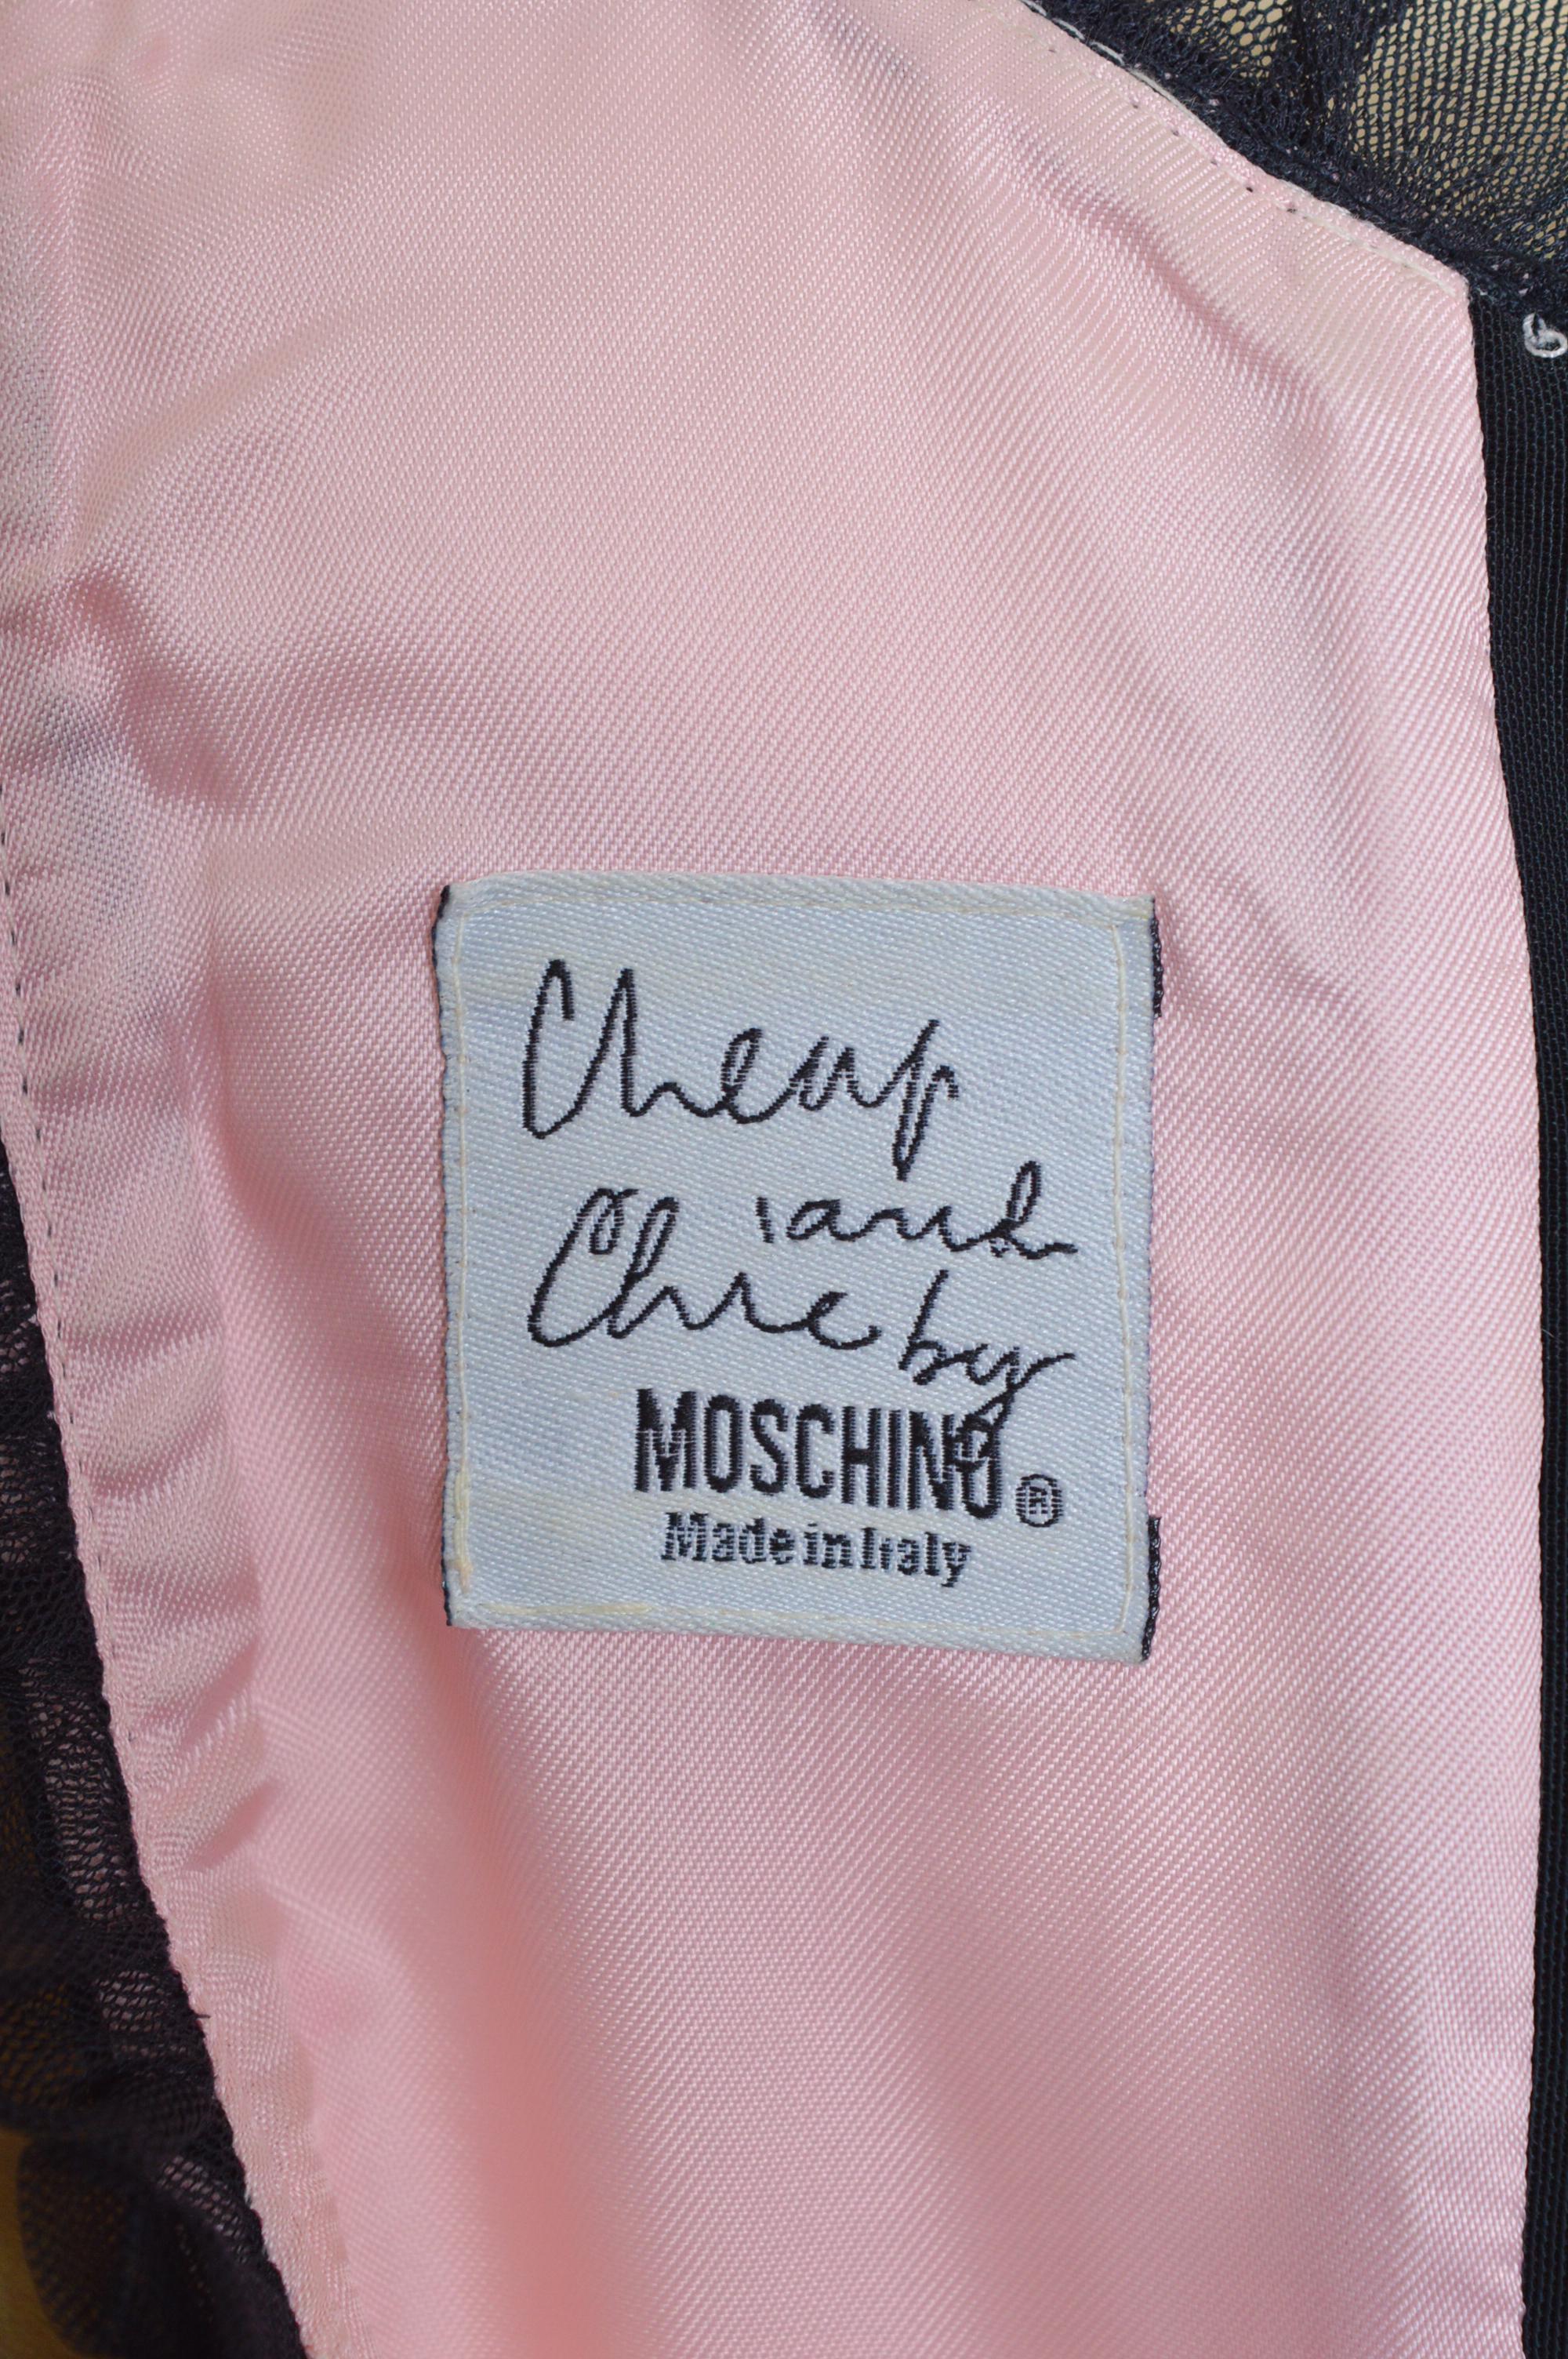 Cheap
and
Chic by
MOSCHINO®
Made in Italy